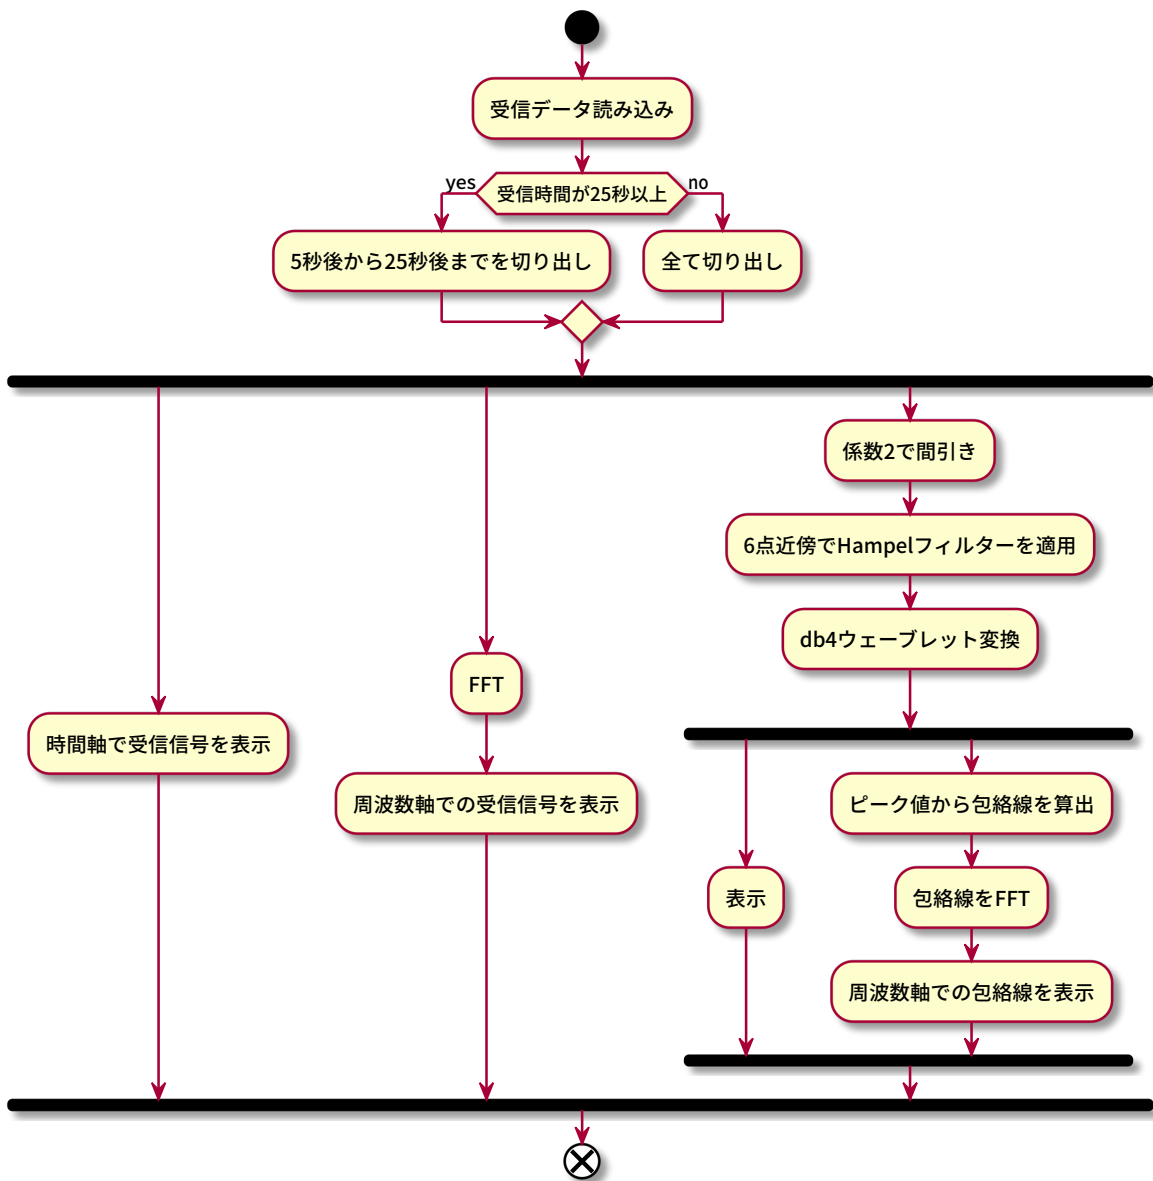 受信データ読み込み
yes
受信時間が25秒以上
no
5秒後から25秒後までを切り出し
全て切り出し
係数2で間引き
6点近傍でHampelフィルターを適用
db4ウェーブレット変換
FFT
時間軸で受信信号を表示
周波数軸での受信信号を表示
ピーク値から包絡線を算出
表示
包絡線をFFT
周波数軸での包絡線を表示